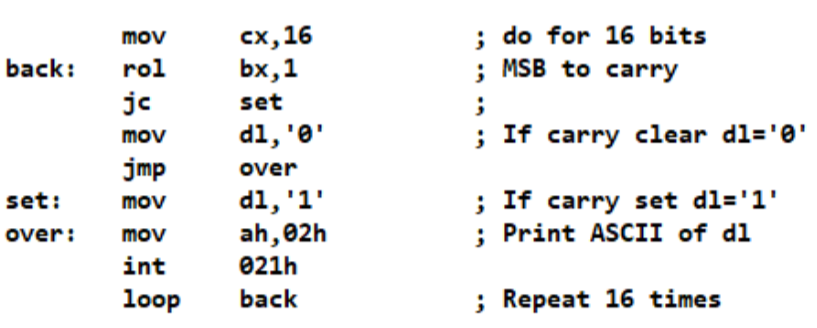 mov cx,16 ; do for 16 bits
back: rol bx,1 ; MSB to carry
jc set ;
mov dl,'0' ; If carry clear dl='0'
jmp over
set: mov dl,'1' ; If carry set dl='1'
over: mov ah,02h ; Print ASCII of dl
int 021h
loop back ; Repeat 16 times